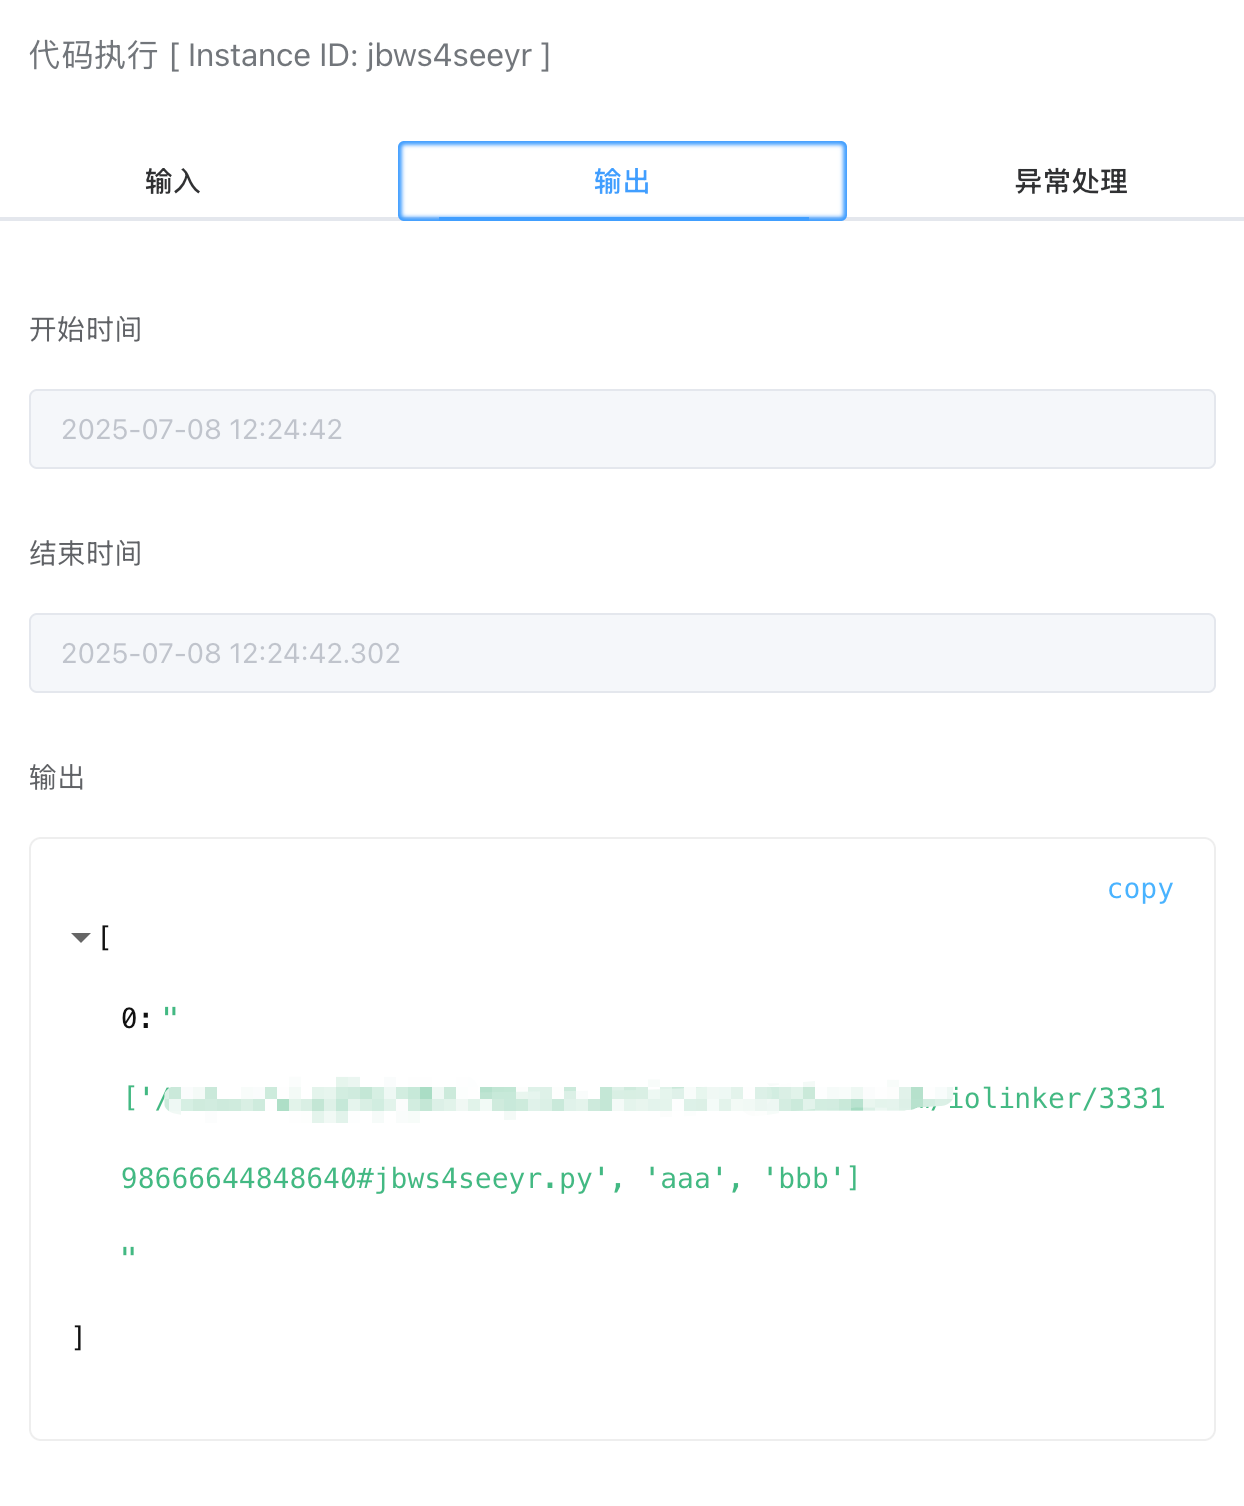 代码执行 [ Instance ID: jbws4seeyr ]
输入 输出 异常处理
开始时间
2025-07-08 12:24:42
结束时间
2025-07-08 12:24:42.302
输出
copy
[
0: "
['/ iolinker/3331
98666644848640#jbws4seeyr.py', 'aaa', 'bbb']
"
]